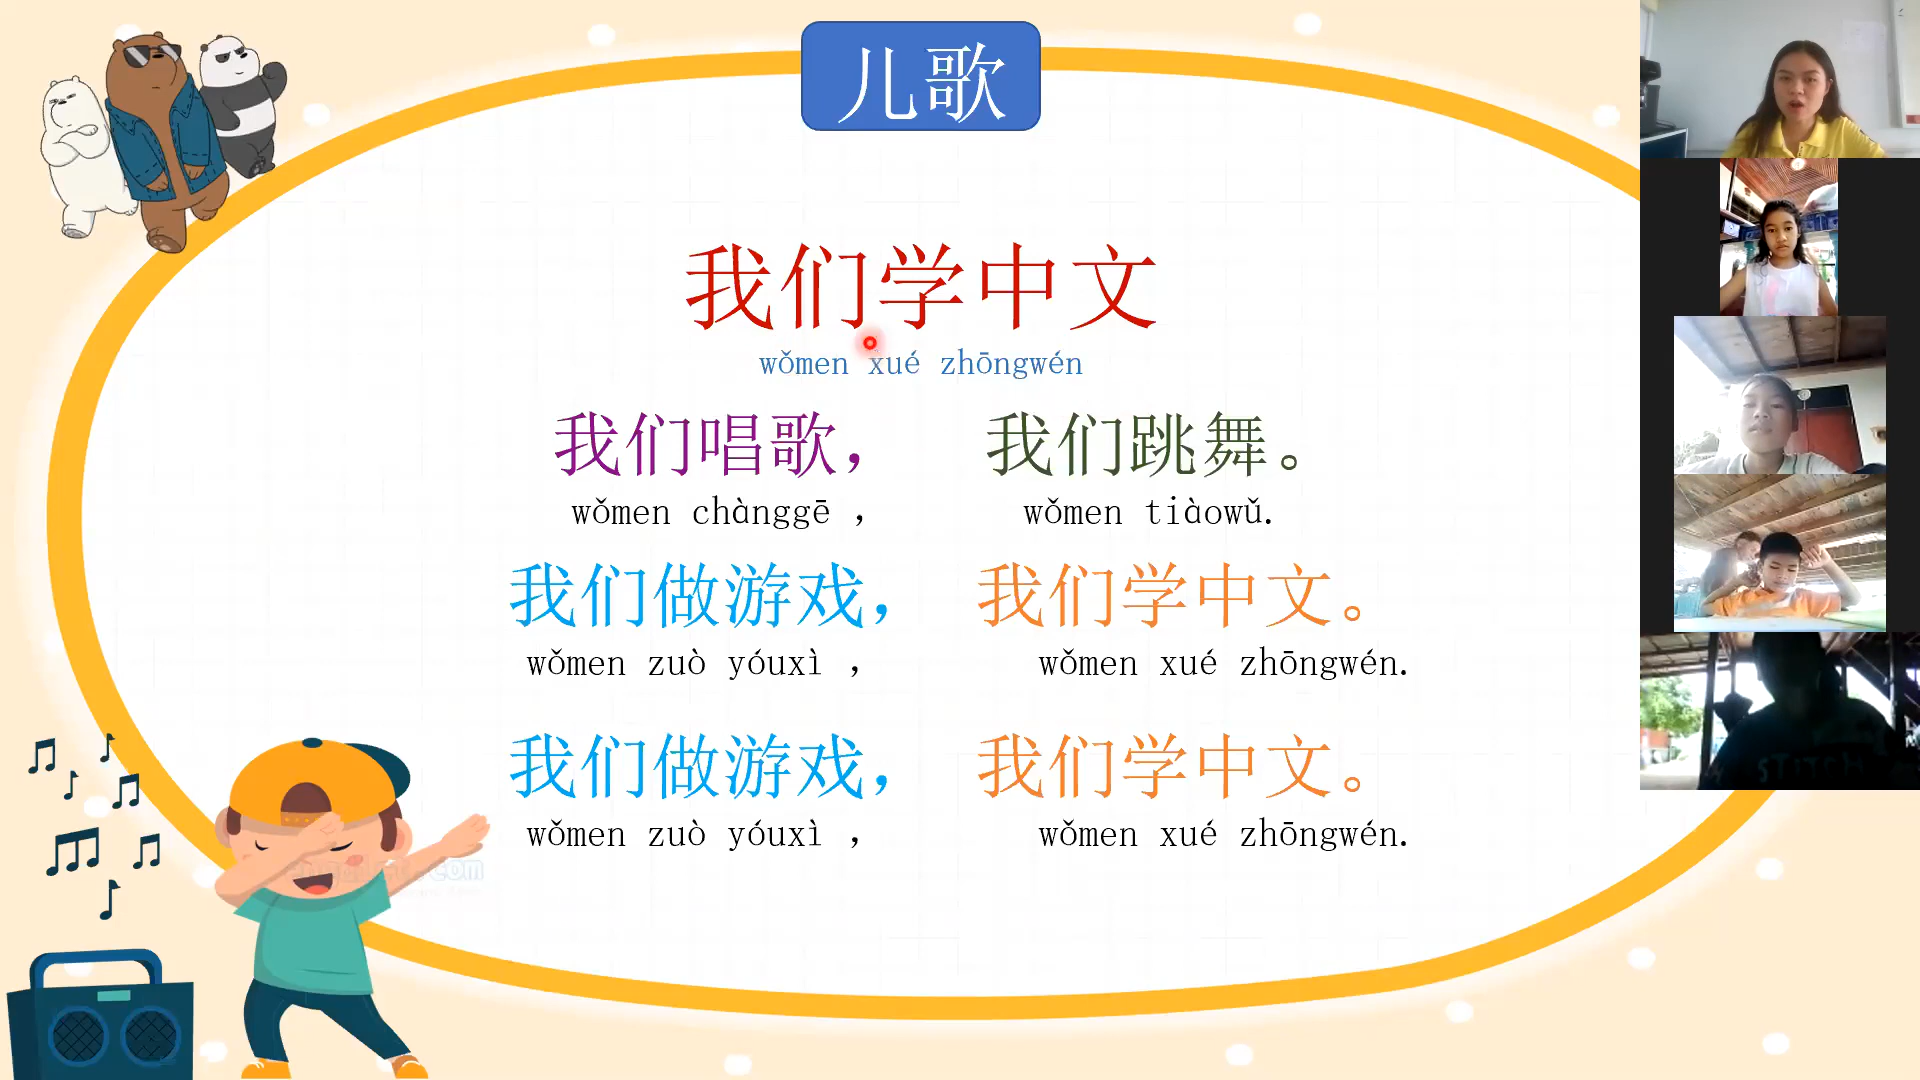 儿歌
我们学中文
wǒmen xué zhōngwén
我们唱歌， 我们跳舞。
wǒmen chànggē ， wǒmen tiàowǔ.
我们做游戏， 我们学中文。
wǒmen zuò yóuxì ， wǒmen xué zhōngwén.
我们做游戏， 我们学中文。
wǒmen zuò yóuxì ， wǒmen xué zhōngwén.
STITCH